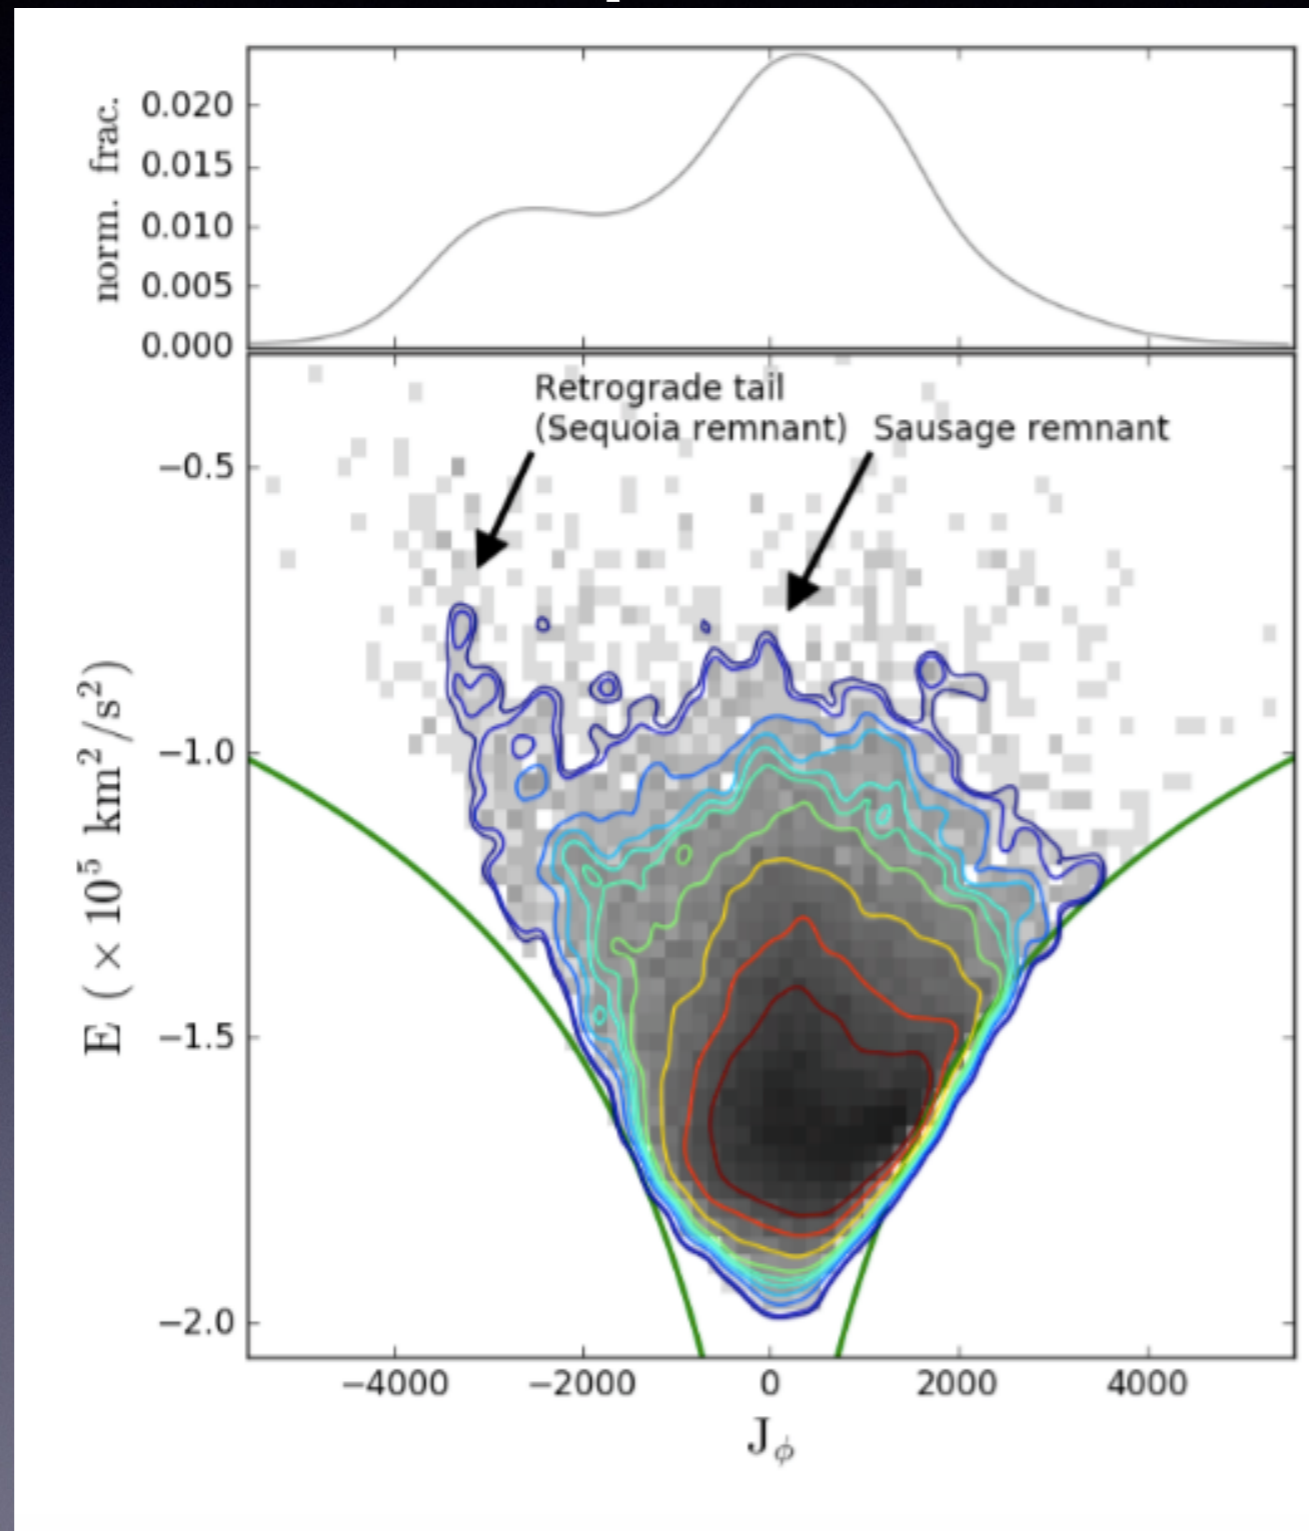 norm. frac.
0.020
0.015
0.010
0.005
0.000
Retrograde tail
(Sequoia remnant)
Sausage remnant
E (×10⁵ km²/s²)
−0.5
−1.0
−1.5
−2.0
−4000 −2000 0 2000 4000
J_ϕ